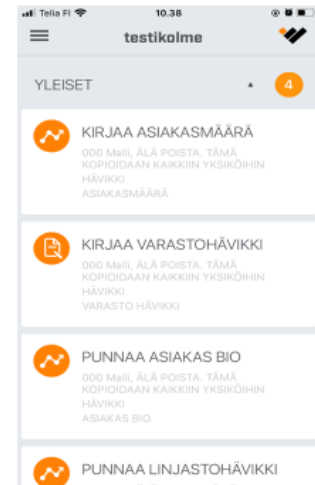 Telia FI 10.38
testikolme
YLEISET 4
KIRJAA ASIAKASMÄÄRÄ
000 Malli, ÄLÄ POISTA. TÄMÄ
KOPIOIDAAN KAIKKIIN YKSIKÖIHIN
HÄVIKKI
ASIAKASMÄÄRÄ
KIRJAA VARASTOHÄVIKKI
000 Malli, ÄLÄ POISTA. TÄMÄ
KOPIOIDAAN KAIKKIIN YKSIKÖIHIN
HÄVIKKI
VARASTO HÄVIKKI
PUNNAA ASIAKAS BIO
000 Malli, ÄLÄ POISTA. TÄMÄ
KOPIOIDAAN KAIKKIIN YKSIKÖIHIN
HÄVIKKI
ASIAKAS BIO
PUNNAA LINJASTOHÄVIKKI